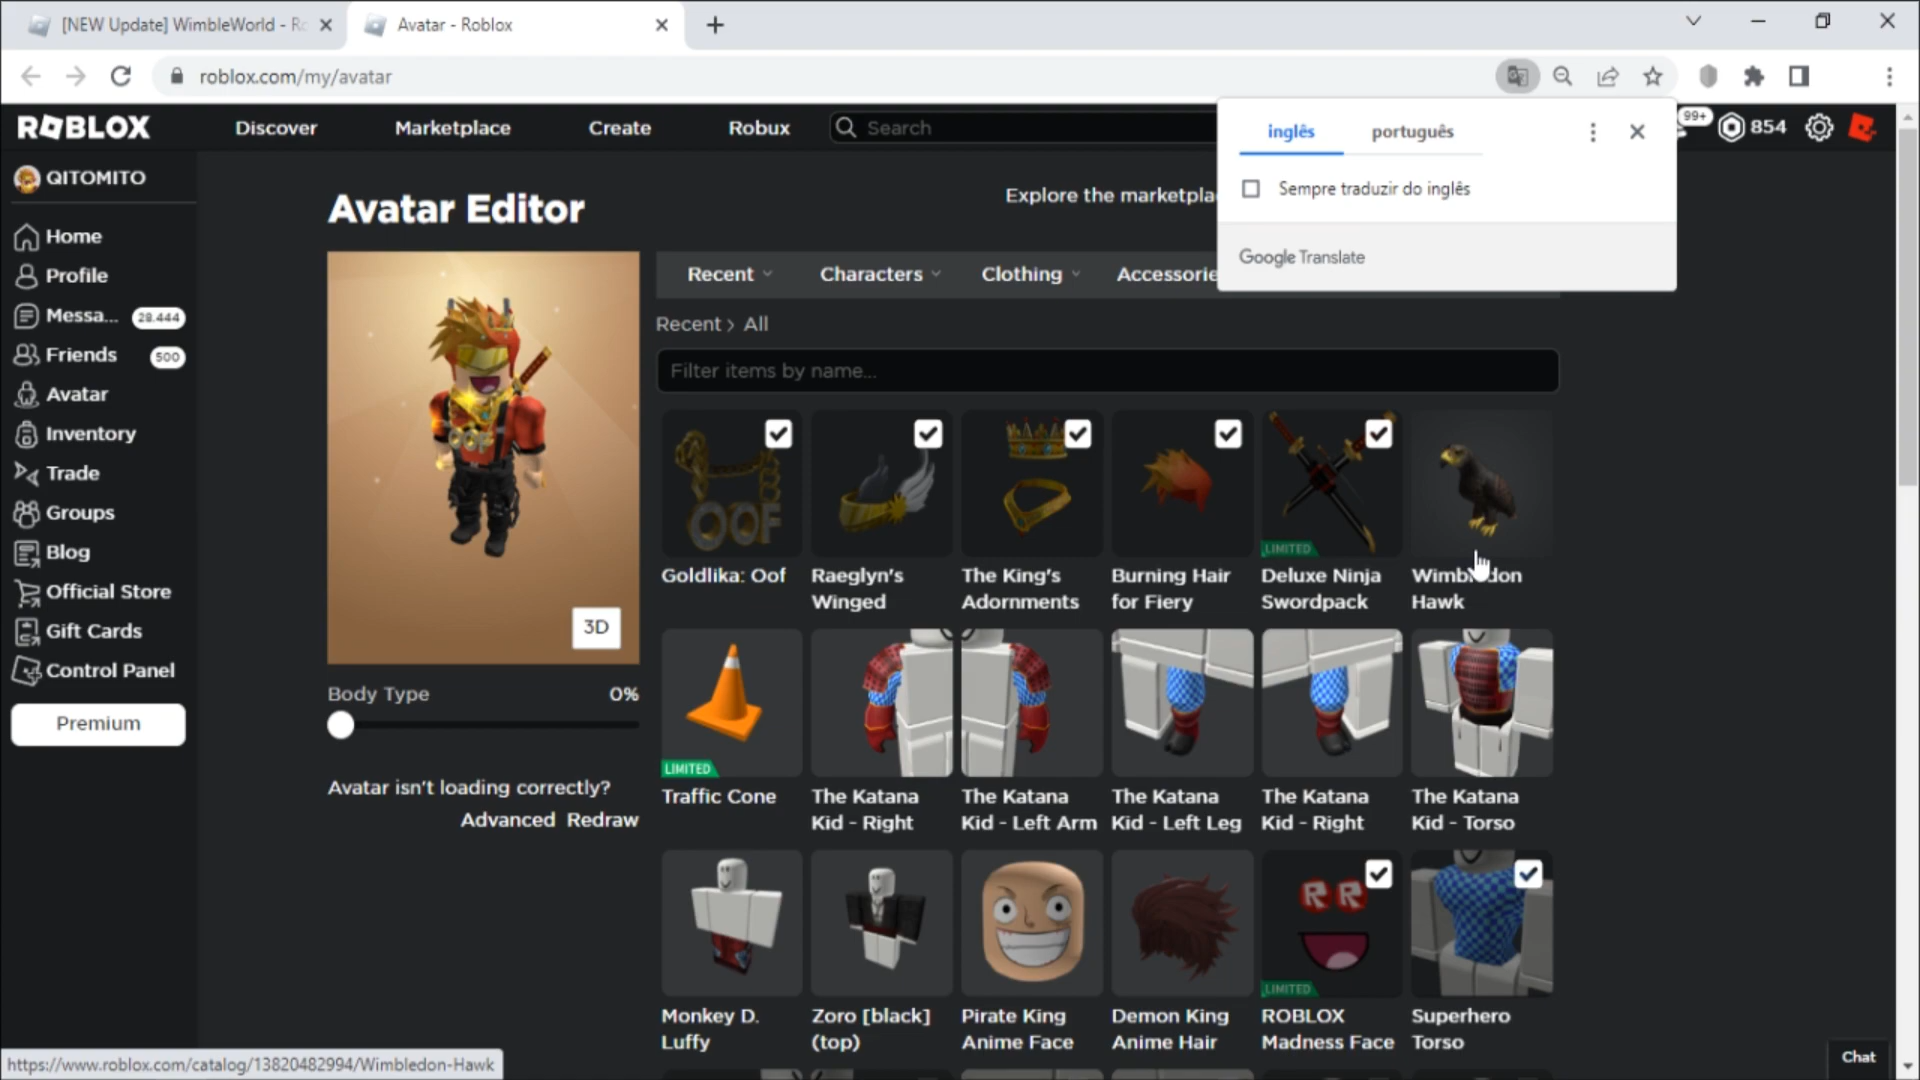 [NEW Update] WimbleWorld - Ro
Avatar - Roblox
roblox.com/my/avatar
ROBLOX
Discover
Marketplace
Create
Robux
Search
99+
854
inglês
português
Sempre traduzir do inglês
Google Translate
QITOMITO
Home
Profile
Messa...
28.444
Friends
500
Avatar
Inventory
Trade
Groups
Blog
Official Store
Gift Cards
Control Panel
Premium
Avatar Editor
Explore the marketpla
3D
Body Type
0%
Avatar isn't loading correctly?
Advanced Redraw
Recent
Characters
Clothing
Accessorie
Recent > All
Filter items by name...
OOF
LIMITED
Goldlika: Oof
Raeglyn's
Winged
The King's
Adornments
Burning Hair
for Fiery
Deluxe Ninja
Swordpack
Hawk
LIMITED
Traffic Cone
The Katana
Kid - Right
The Katana
Kid - Left Arm
The Katana
Kid - Left Leg
The Katana
Kid - Right
The Katana
Kid - Torso
R R
LIMITED
Monkey D.
Luffy
Zoro [black]
(top)
Pirate King
Anime Face
Demon King
Anime Hair
ROBLOX
Madness Face
Superhero
Torso
https://www.roblox.com/catalog/13820482994/Wimbledon-Hawk
Chat